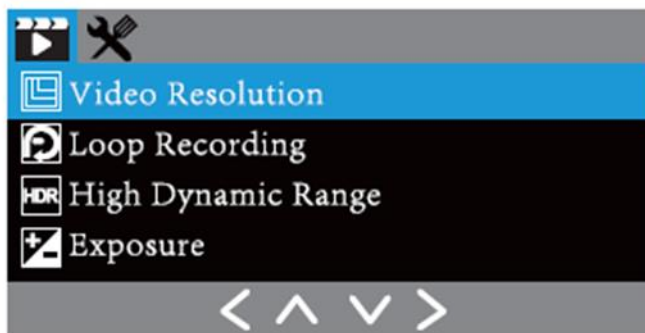 Video Resolution
Loop Recording
HDR High Dynamic Range
Exposure